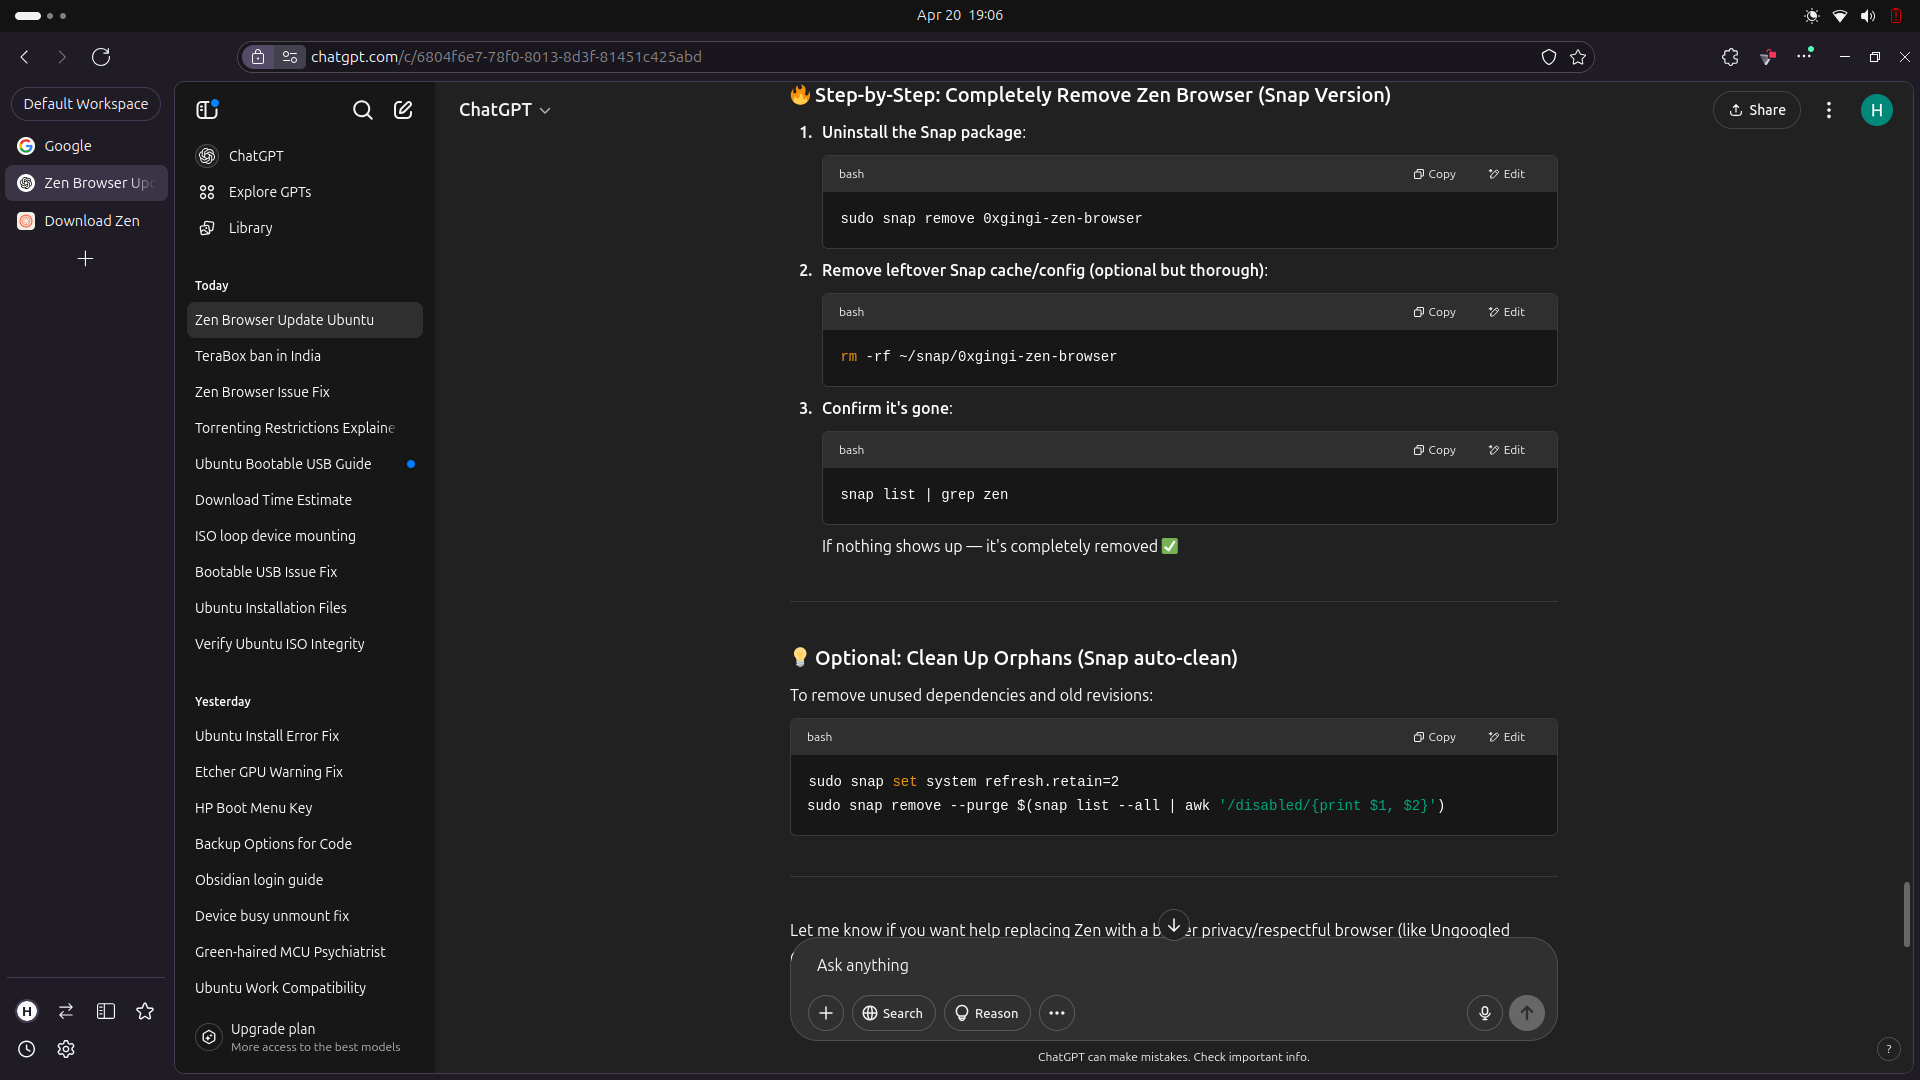 Apr 20 19:06
chatgpt.com/c/6804f6e7-78f0-8013-8d3f-81451c425abd
Default Workspace
Google
Zen Browser Up
Download Zen
H
ChatGPT
Explore GPTs
Library
Today
Zen Browser Update Ubuntu
TeraBox ban in India
Zen Browser Issue Fix
Torrenting Restrictions Explaine
Ubuntu Bootable USB Guide
Download Time Estimate
ISO loop device mounting
Bootable USB Issue Fix
Ubuntu Installation Files
Verify Ubuntu ISO Integrity
Yesterday
Ubuntu Install Error Fix
Etcher GPU Warning Fix
HP Boot Menu Key
Backup Options for Code
Obsidian login guide
Device busy unmount fix
Green-haired MCU Psychiatrist
Ubuntu Work Compatibility
Upgrade plan
More access to the best models
ChatGPT
Share
H
🔥 Step-by-Step: Completely Remove Zen Browser (Snap Version)
1. Uninstall the Snap package:
bash Copy Edit
sudo snap remove 0xgingi-zen-browser
2. Remove leftover Snap cache/config (optional but thorough):
bash Copy Edit
rm -rf ~/snap/0xgingi-zen-browser
3. Confirm it's gone:
bash Copy Edit
snap list | grep zen
If nothing shows up — it's completely removed ✅
💡 Optional: Clean Up Orphans (Snap auto-clean)
To remove unused dependencies and old revisions:
bash Copy Edit
sudo snap set system refresh.retain=2
sudo snap remove --purge $(snap list --all | awk '/disabled/{print $1, $2}')
Let me know if you want help replacing Zen with a privacy/respectful browser (like Ungoogled
Ask anything
Search Reason
ChatGPT can make mistakes. Check important info.
?